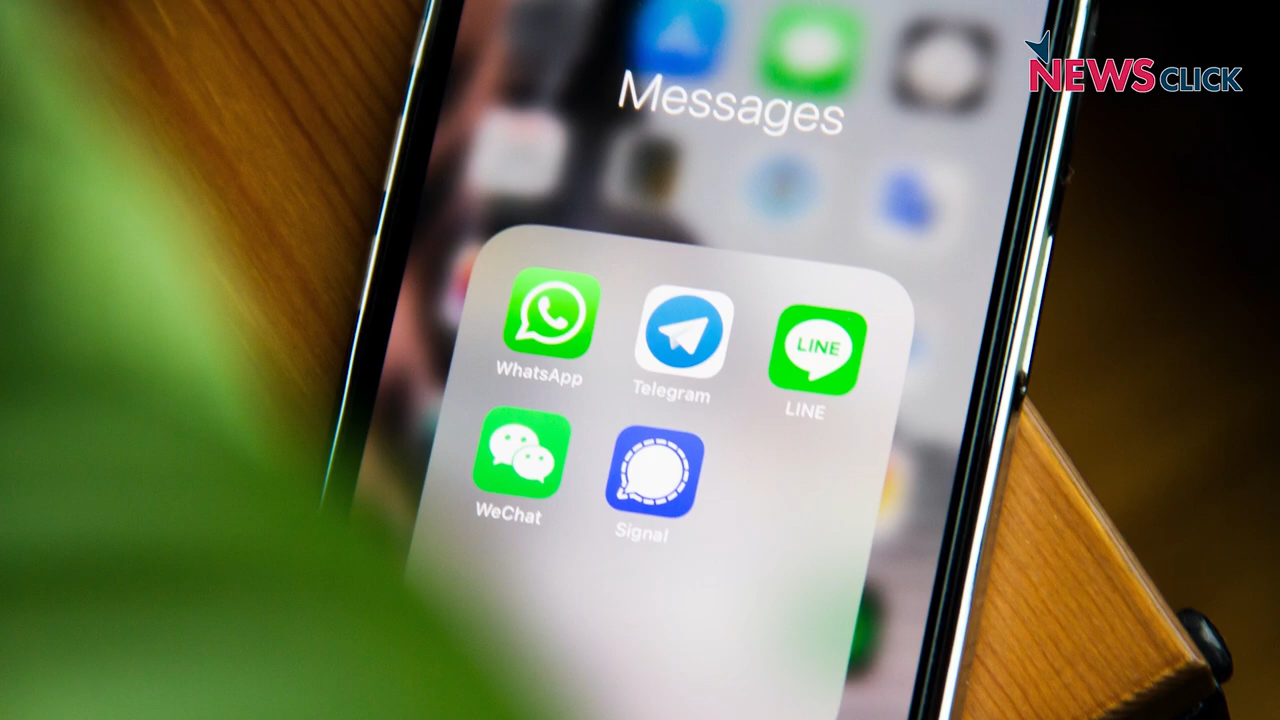 NEWSCLICK
Messages
WhatsApp
Telegram
LINE
LINE
WeChat
Signal